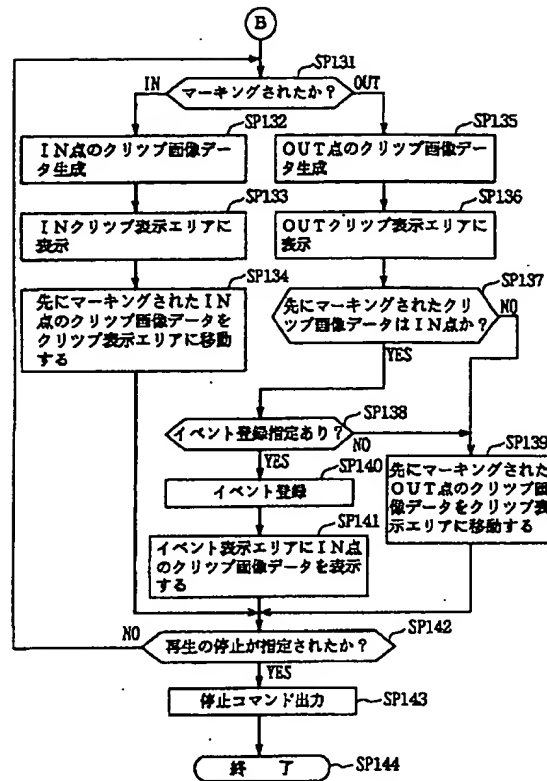 B
SP131
マーキングされたか?
IN
OUT
SP132
IN点のクリツプ画像デー
タ生成
SP135
OUT点のクリツプ画像デ
ータ生成
SP133
INクリツプ表示エリアに
表示
SP136
OUTクリツプ表示エリア
に表示
SP134
先にマーキングされたIN
点のクリツプ画像データを
クリツプ表示エリアに移動
する
SP137
先にマーキングされたクリ
ツプ画像データはIN点か?
NO
YES
SP138
イベント登録指定あり?
NO
YES
SP139
先にマーキングされた
OUT点のクリツプ画
像データをクリツプ表
示エリアに移動する
SP140
イベント登録
SP141
イベント表示エリアにIN点
のクリツプ画像データを表示
する
SP142
再生の停止が指定されたか?
NO
YES
SP143
停止コマンド出力
SP144
終 了